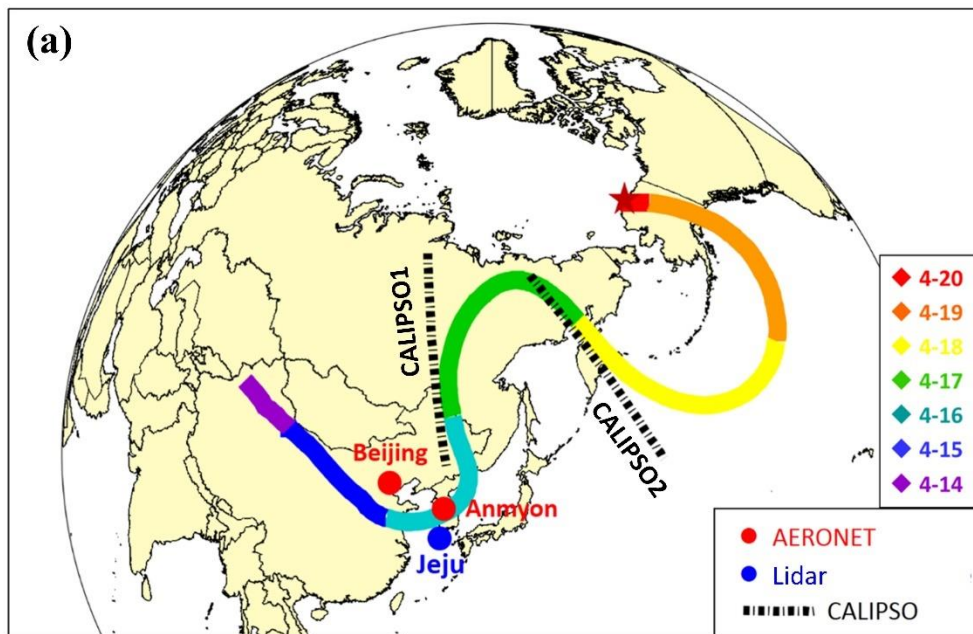 (a)
CALIPSO1
CALIPSO2
Beijing
Anmyon
Jeju
4-20
4-19
4-18
4-17
4-16
4-15
4-14
AERONET
Lidar
CALIPSO